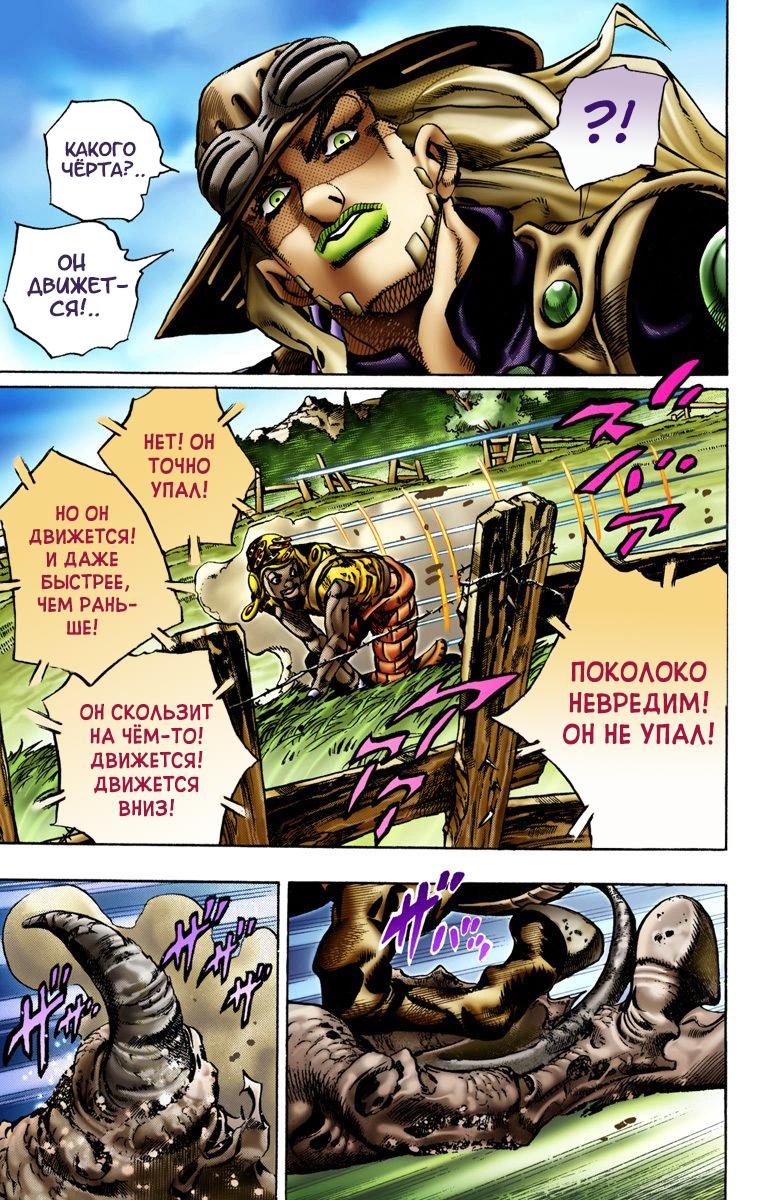 ?!
КАКОГО
ЧЁРТА?..
ОН
ДВИЖЕТ-
СЯ!..
ПОКОЛОКО
НЕВРЕДИМ!
ОН НЕ УПАЛ!
НЕТ! ОН
ТОЧНО
УПАЛ!
НО ОН
ДВИЖЕТСЯ!
И ДАЖЕ
БЫСТРЕЕ,
ЧЕМ РАНЬ-
ШЕ!
ОН СКОЛЬЗИТ
НА ЧЁМ-ТО!
ДВИЖЕТСЯ!
ДВИЖЕТСЯ
ВНИЗ!